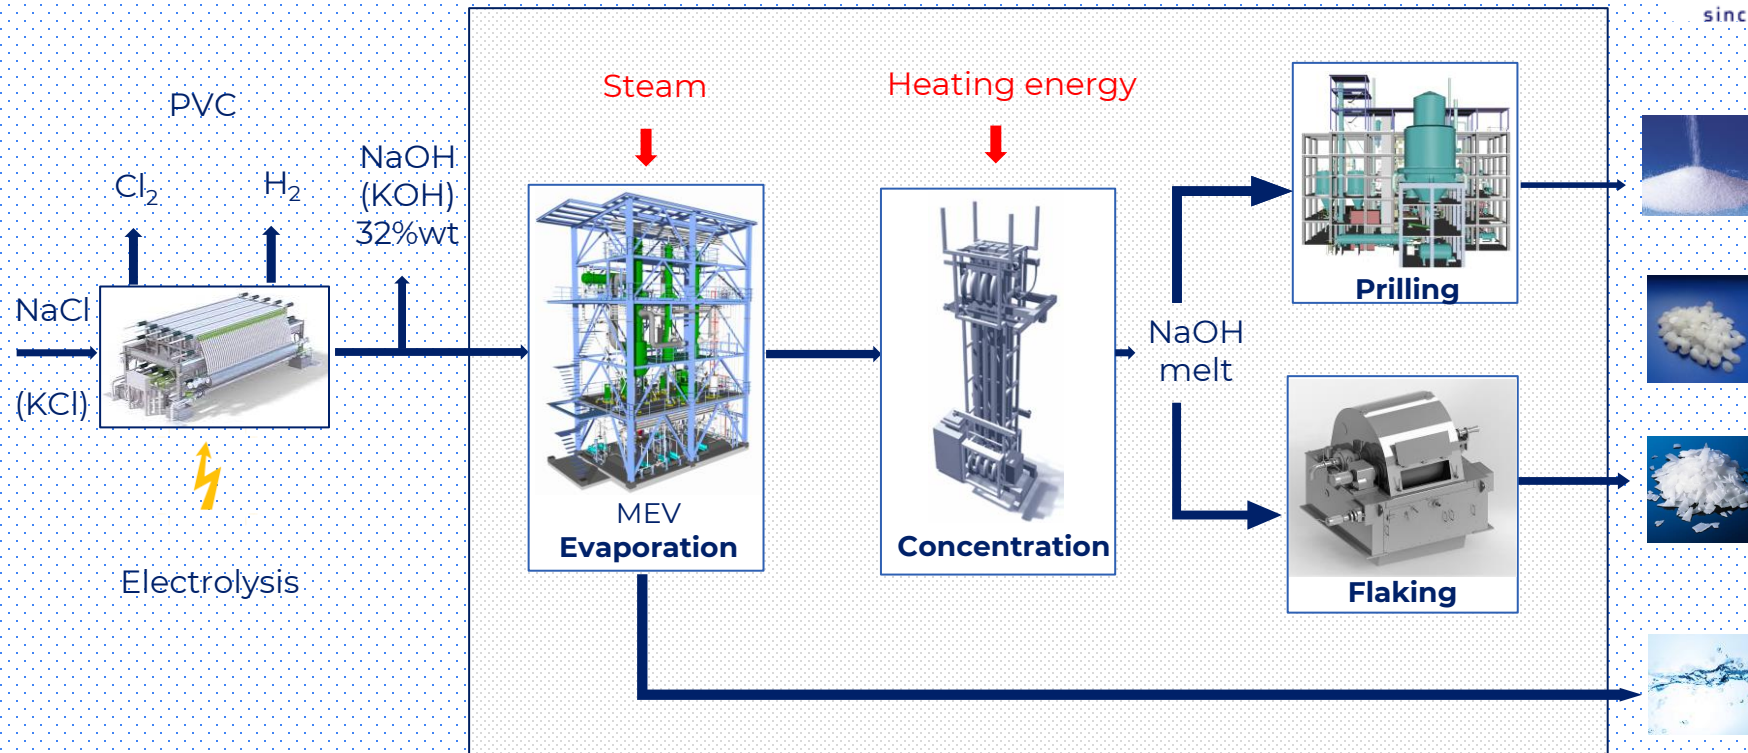 sinc
Steam
Heating energy
PVC
NaOH
(KOH)
32%wt
Cl2
H2
NaCl
(KCl)
Electrolysis
MEV
Evaporation
Concentration
NaOH
melt
Prilling
Flaking